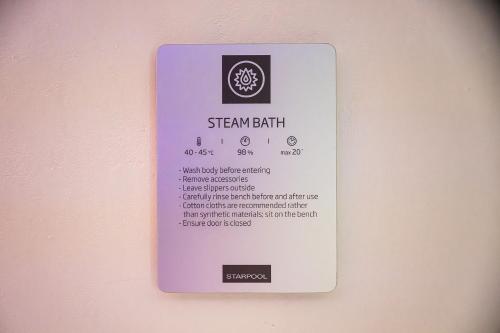 STEAM BATH
40 - 45 °C | 98 % | max 20'
- Wash body before entering
- Remove accessories
- Leave slippers outside
- Carefully rinse bench before and after use
- Cotton cloths are recommended rather
than synthetic materials; sit on the bench
- Ensure door is closed
STARPOOL